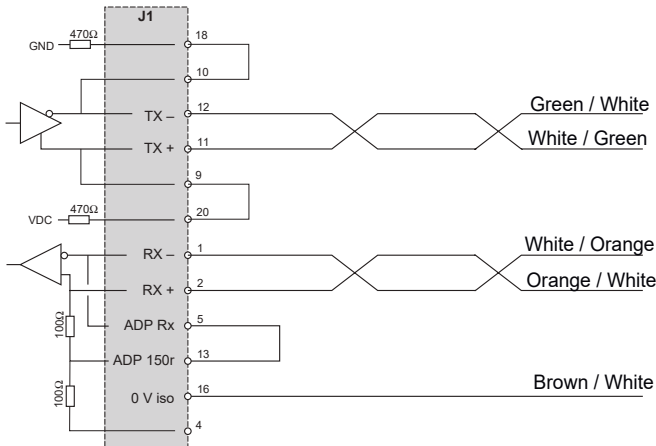 J1
GND 470Ω 18
10
12 Green / White
TX –
11 White / Green
TX +
9
VDC 470Ω 20
1 White / Orange
RX –
2 Orange / White
RX +
5
ADP Rx
100Ω
13
ADP 150r
16 Brown / White
0 V iso
100Ω
4